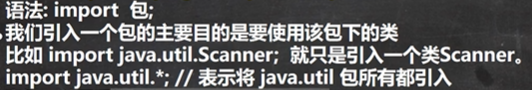 语法: import  包;
我们引入一个包的主要目的是要使用该包下的类
比如 import java.util.Scanner;  就只是引入一个类Scanner。
import java.util.*; // 表示将 java.util 包所有都引入